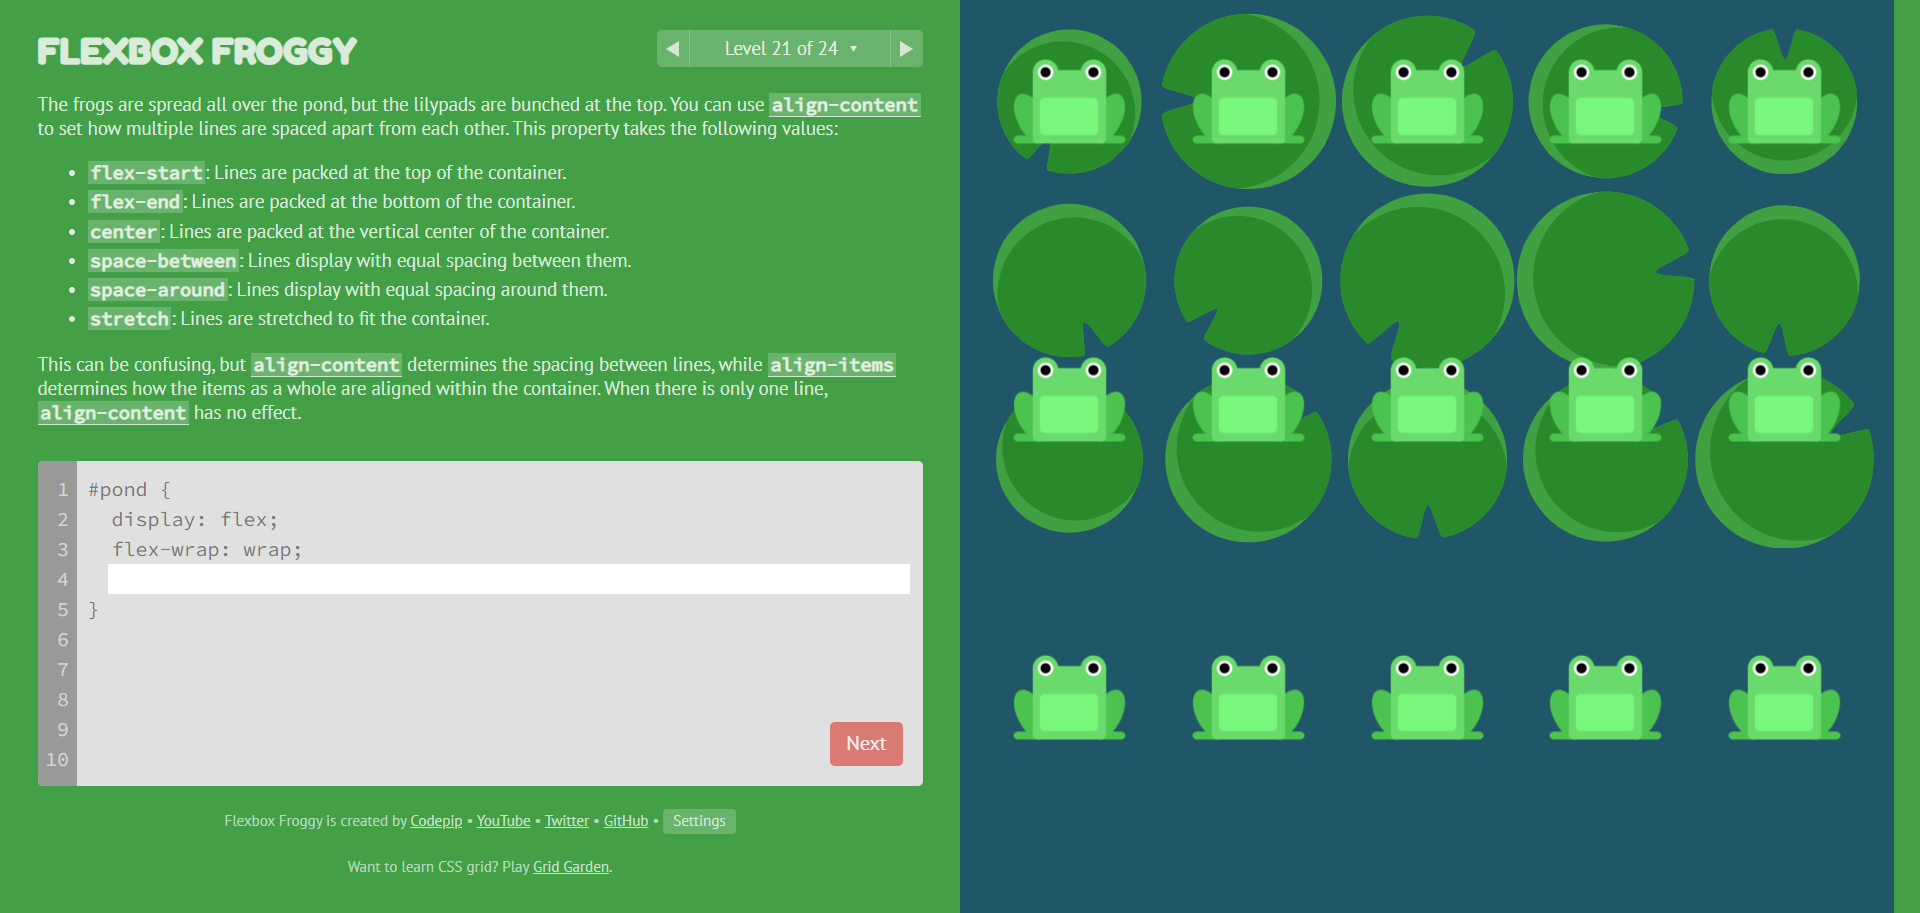 FLEXBOX FROGGY
Level 21 of 24
The frogs are spread all over the pond, but the lilypads are bunched at the top. You can use align-content
to set how multiple lines are spaced apart from each other. This property takes the following values:
flex-start: Lines are packed at the top of the container.
flex-end: Lines are packed at the bottom of the container.
center: Lines are packed at the vertical center of the container.
space-between: Lines display with equal spacing between them.
space-around: Lines display with equal spacing around them.
stretch: Lines are stretched to fit the container.
This can be confusing, but align-content determines the spacing between lines, while align-items
determines how the items as a whole are aligned within the container. When there is only one line,
align-content has no effect.
1 #pond {
2 display: flex;
3 flex-wrap: wrap;
4
5 }
6
7
8
9
10
Next
Flexbox Froggy is created by Codepip • YouTube • Twitter • GitHub • Settings
Want to learn CSS grid? Play Grid Garden.